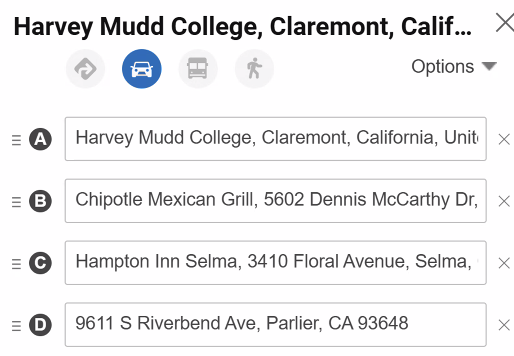 Harvey Mudd College, Claremont, Calif...
Options
A Harvey Mudd College, Claremont, California, Unit
B Chipotle Mexican Grill, 5602 Dennis McCarthy Dr,
C Hampton Inn Selma, 3410 Floral Avenue, Selma,
D 9611 S Riverbend Ave, Parlier, CA 93648